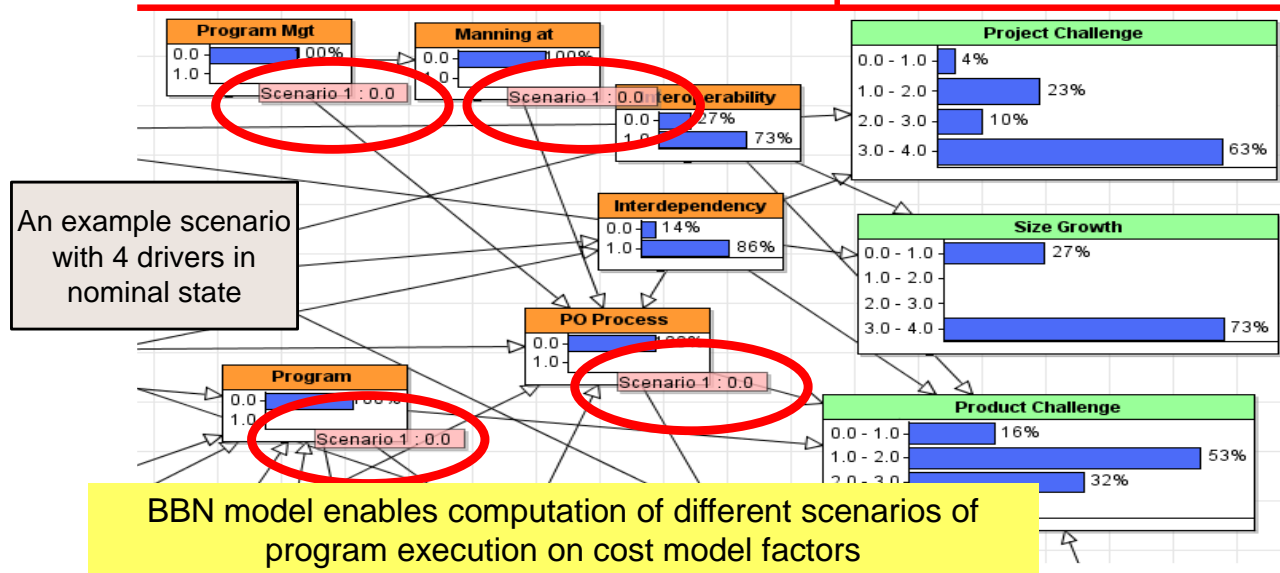 Program Mgt
0.0
1.0
Scenario 1 : 0.0
Manning at
0.0
100%
Scenario 1 : 0.0
0.0
27%
1.0
73%
Project Challenge
0.0 - 1.0
4%
1.0 - 2.0
23%
2.0 - 3.0
10%
3.0 - 4.0
63%
An example scenario
with 4 drivers in
nominal state
Interdependency
0.0
14%
1.0
86%
Size Growth
0.0 - 1.0
27%
1.0 - 2.0
2.0 - 3.0
3.0 - 4.0
73%
PO Process
0.0
1.0
Scenario 1 : 0.0
Program
0.0
1.0
Scenario 1 : 0.0
Product Challenge
0.0 - 1.0
16%
1.0 - 2.0
53%
2.0 - 3.0
32%
BBN model enables computation of different scenarios of
program execution on cost model factors